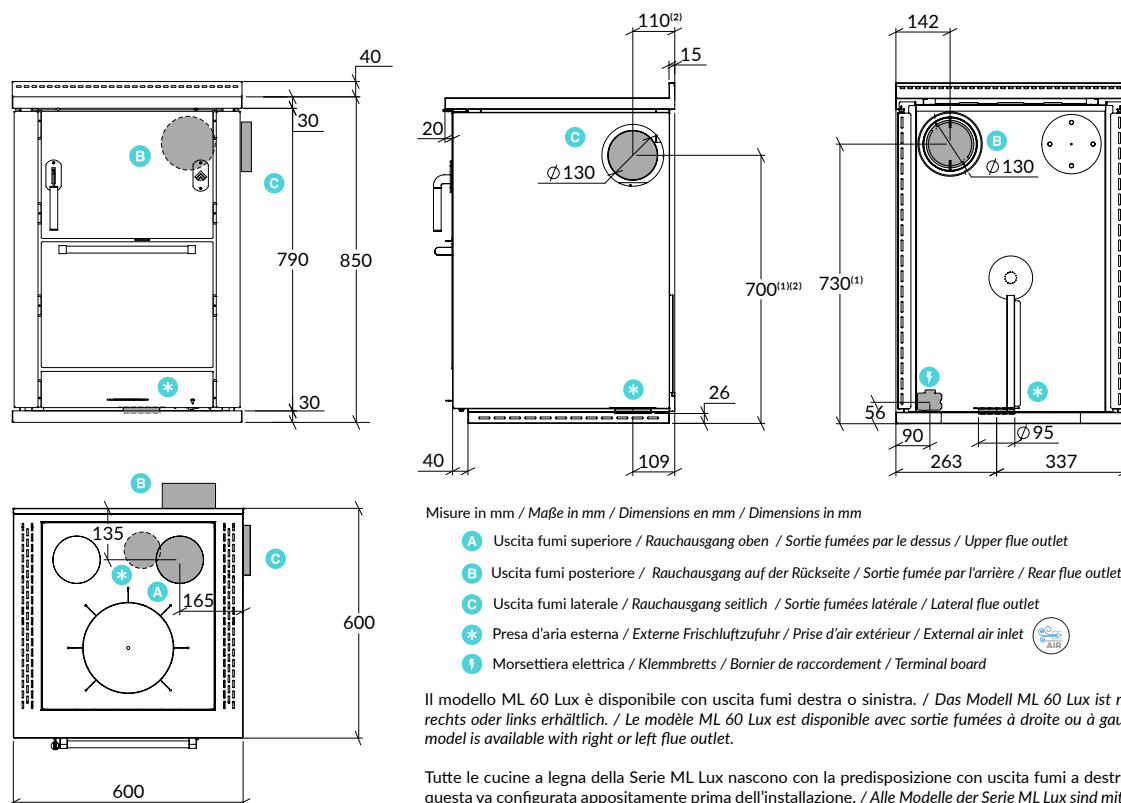 40
30
B
C
790
850
*
30
110(2)
15
20
C
Ø 130
700(1)(2)
*
26
40
109
142
B
Ø 130
730(1)
56
*
90
Ø 95
263
337
B
135
*
A
C
165
600
600
Misure in mm / Maße in mm / Dimensions en mm / Dimensions in mm
A Uscita fumi superiore / Rauchausgang oben / Sortie fumées par le dessus / Upper flue outlet
B Uscita fumi posteriore / Rauchausgang auf der Rückseite / Sortie fumée par l'arrière / Rear flue outlet
C Uscita fumi laterale / Rauchausgang seitlich / Sortie fumées latérale / Lateral flue outlet
* Presa d'aria esterna / Externe Frischluftzufuhr / Prise d'air extérieur / External air inlet AIR
Morsettiera elettrica / Klemmbretts / Bornier de raccordement / Terminal board
Il modello ML 60 Lux è disponibile con uscita fumi destra o sinistra. / Das Modell ML 60 Lux ist
rechts oder links erhältlich. / Le modèle ML 60 Lux est disponible avec sortie fumées à droite ou à
model is available with right or left flue outlet.
Tutte le cucine a legna della Serie ML Lux nascono con la predisposizione con uscita fumi a
questa va configurata appositamente prima dell'installazione. / Alle Modelle der Serie ML Lux sind mit